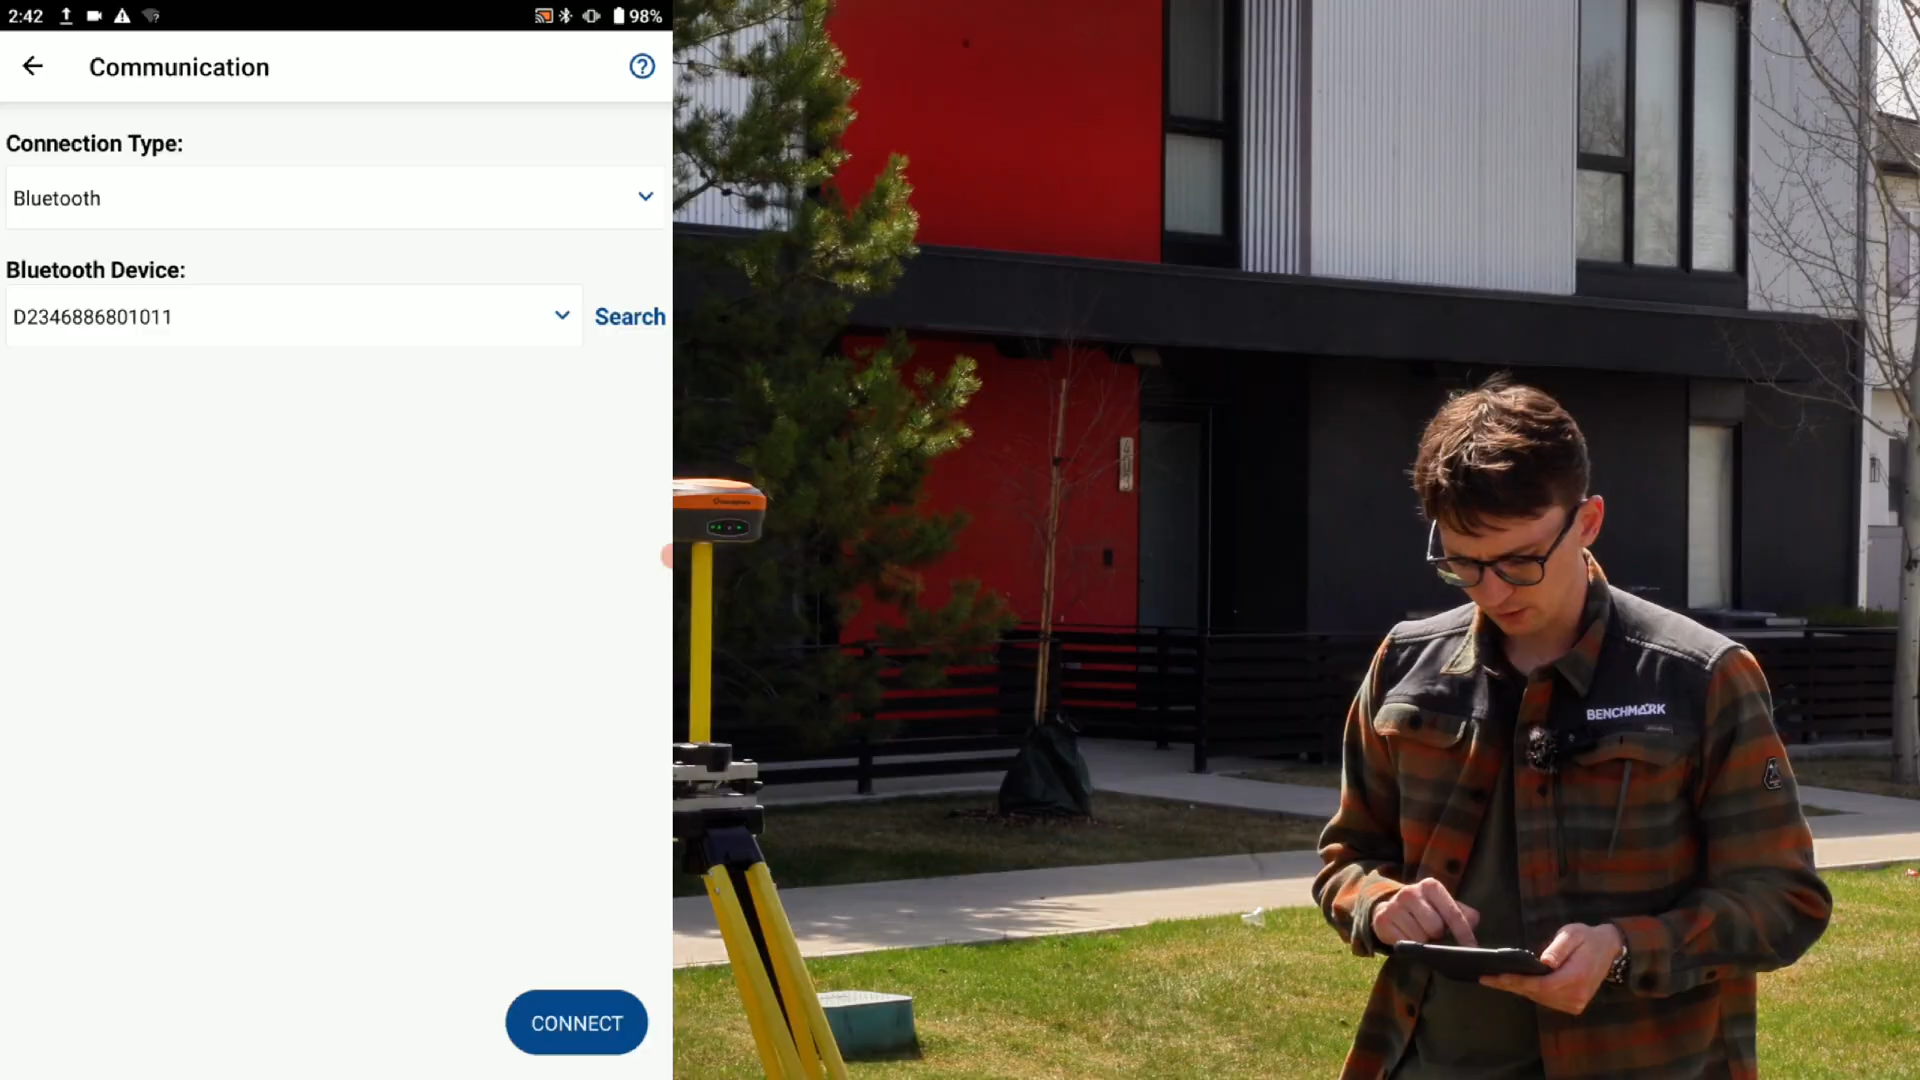 2:42
98%
Communication
Connection Type:
Bluetooth
Bluetooth Device:
D2346886801011
Search
CONNECT
BENCHMARK